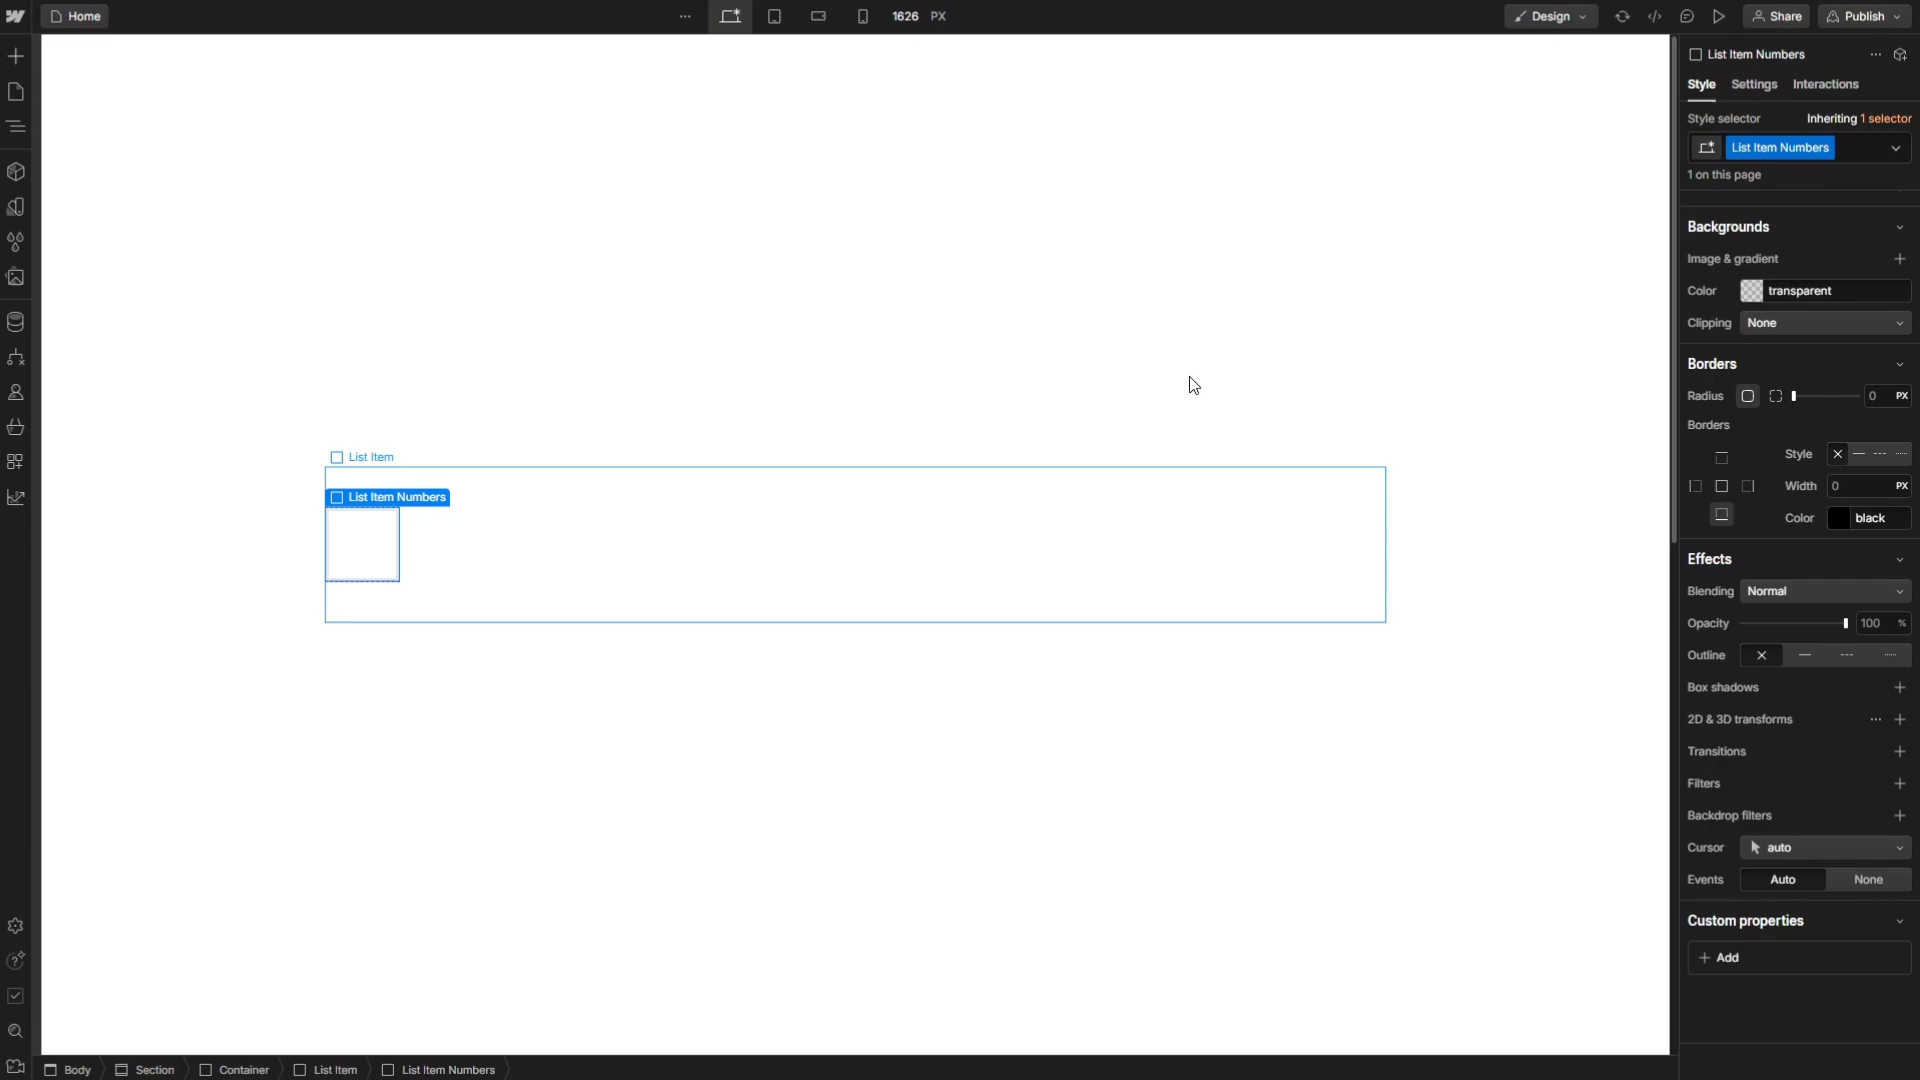 Home
1626 PX
Design
Share
Publish
List Item Numbers
Style Settings Interactions
Style selector Inheriting 1 selector
List Item Numbers
1 on this page
Backgrounds
Image & gradient
Color transparent
Clipping None
Borders
Radius 0 PX
Borders
Style
Width 0 PX
Color black
Effects
Blending Normal
Opacity 100 %
Outline
Box shadows
2D & 3D transforms
Transitions
Filters
Backdrop filters
Cursor auto
Events Auto None
Custom properties
Add
List Item
List Item Numbers
Body Section Container List Item List Item Numbers